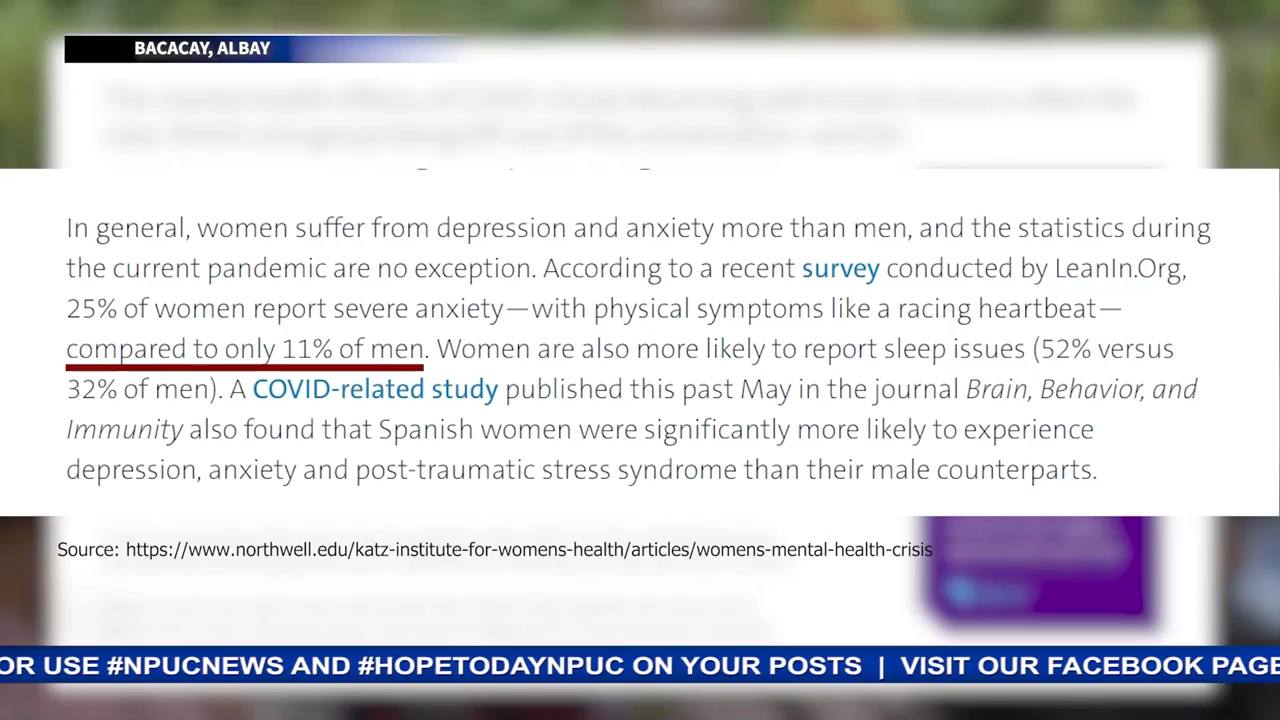 BACACAY, ALBAY
In general, women suffer from depression and anxiety more than men, and the statistics during
the current pandemic are no exception. According to a recent survey conducted by LeanIn.Org,
25% of women report severe anxiety—with physical symptoms like a racing heartbeat—
compared to only 11% of men. Women are also more likely to report sleep issues (52% versus
32% of men). A COVID-related study published this past May in the journal Brain, Behavior, and
Immunity also found that Spanish women were significantly more likely to experience
depression, anxiety and post-traumatic stress syndrome than their male counterparts.
Source: https://www.northwell.edu/katz-institute-for-womens-health/articles/womens-mental-health-crisis
OR USE #NPUCNEWS AND #HOPETODAYNPUC ON YOUR POSTS | VISIT OUR FACEBOOK PAGE